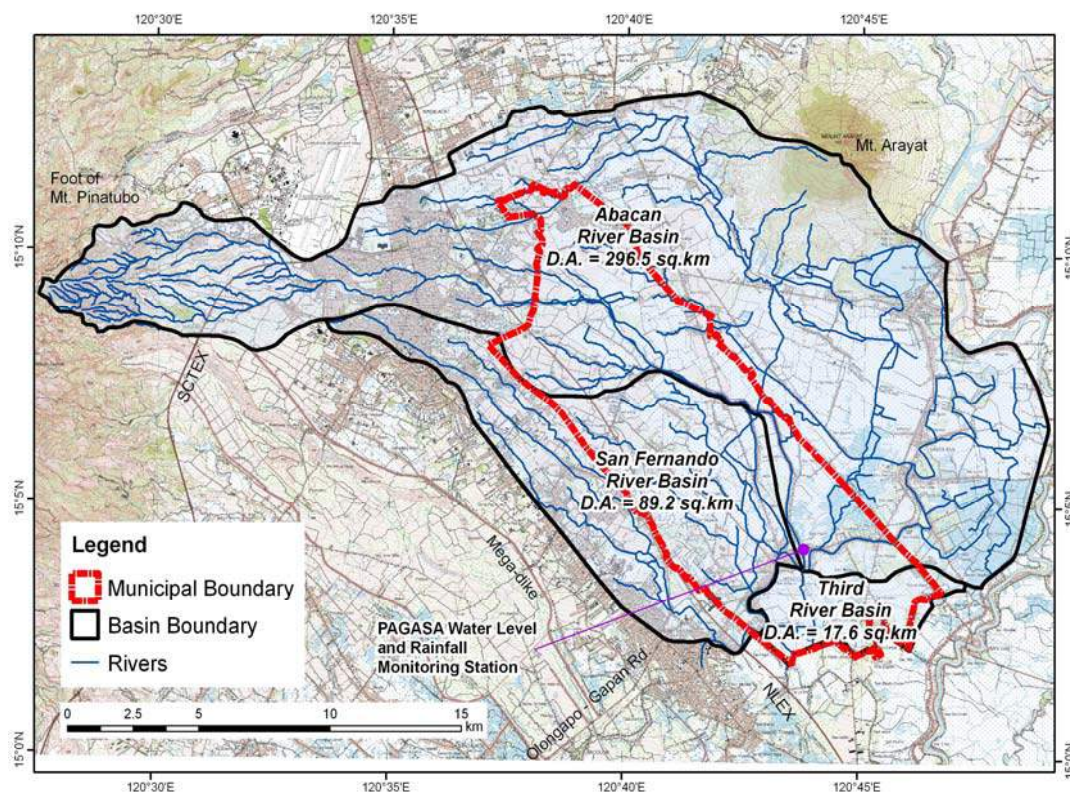 120°30'E
120°35'E
120°40'E
120°45'E
Mt. Arayat
Foot of
Mt. Pinatubo
15°10'N
15°10'N
Abacan
River Basin
D.A. = 296.5 sq.km
SCTEX
San Fernando
River Basin
D.A. = 89.2 sq.km
15°5'N
15°5'N
Legend
Municipal Boundary
Basin Boundary
Rivers
Mega-dike
Third
River Basin
D.A. = 17.6 sq.km
PAGASA Water Level
and Rainfall
Monitoring Station
Olongapo - Gapan Rd
NLEX
0
2.5
5
10
15
km
15°0'N
15°0'N
120°30'E
120°35'E
120°40'E
120°45'E